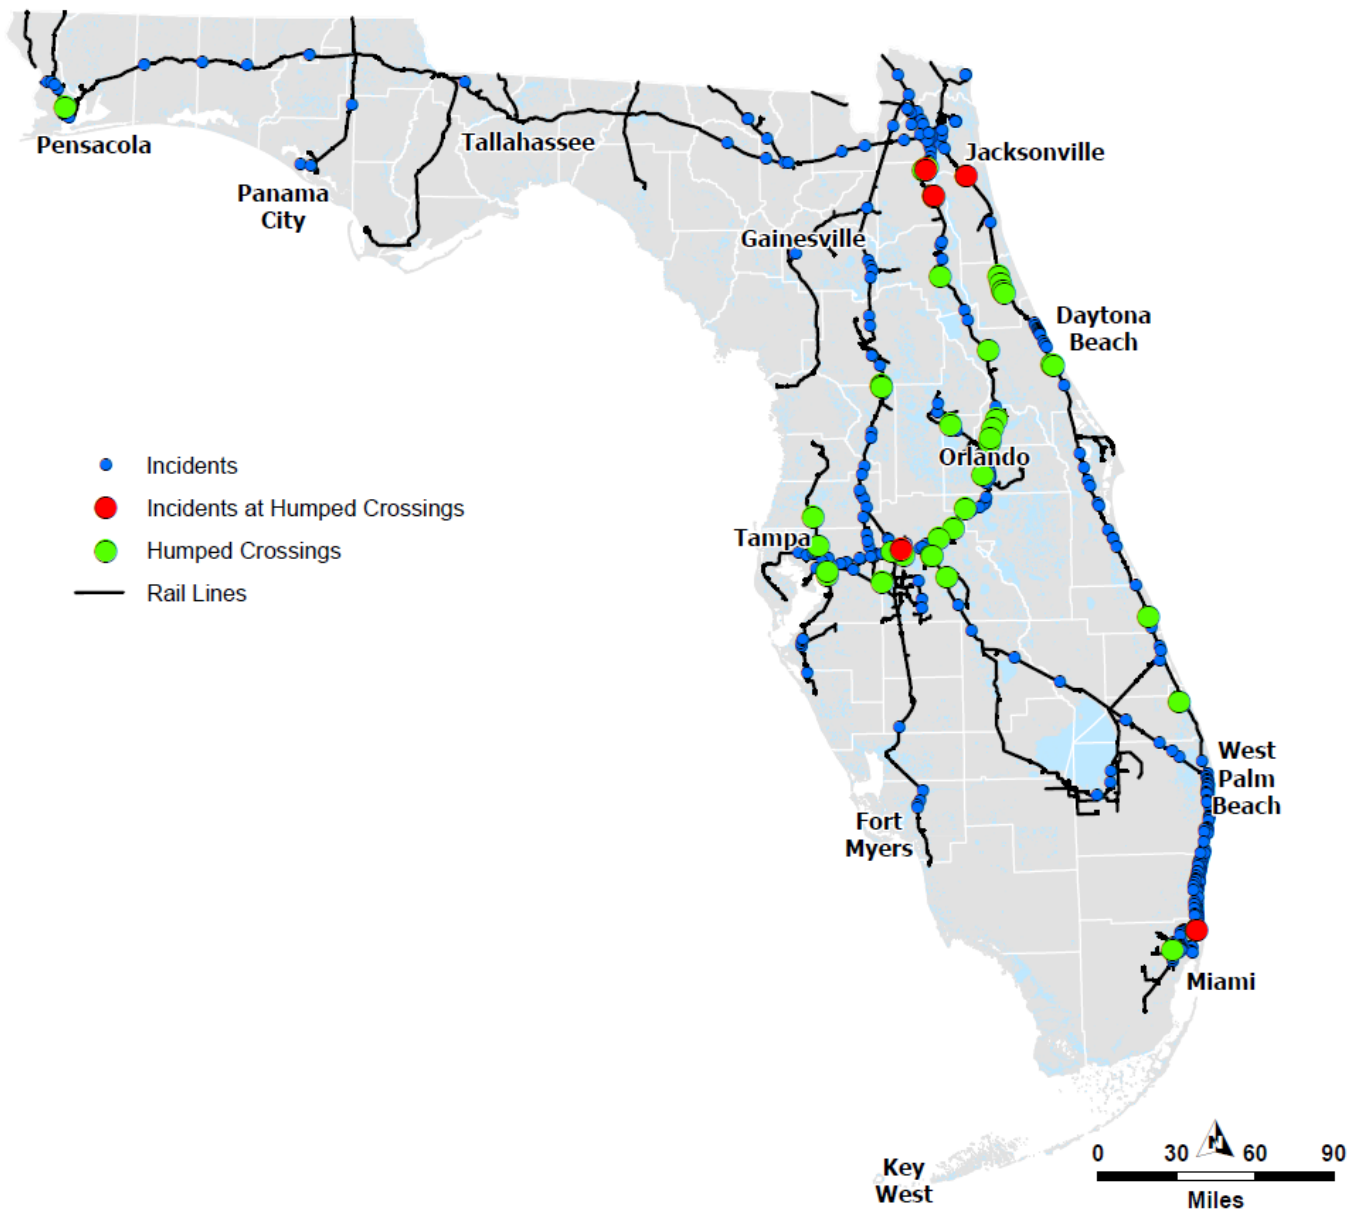 Pensacola
Panama
City
Tallahassee
Jacksonville
Gainesville
Daytona
Beach
Orlando
Tampa
Incidents
Incidents at Humped Crossings
Humped Crossings
Rail Lines
West
Palm
Beach
Fort
Myers
Miami
Key
West
N
0 30 60 90
Miles